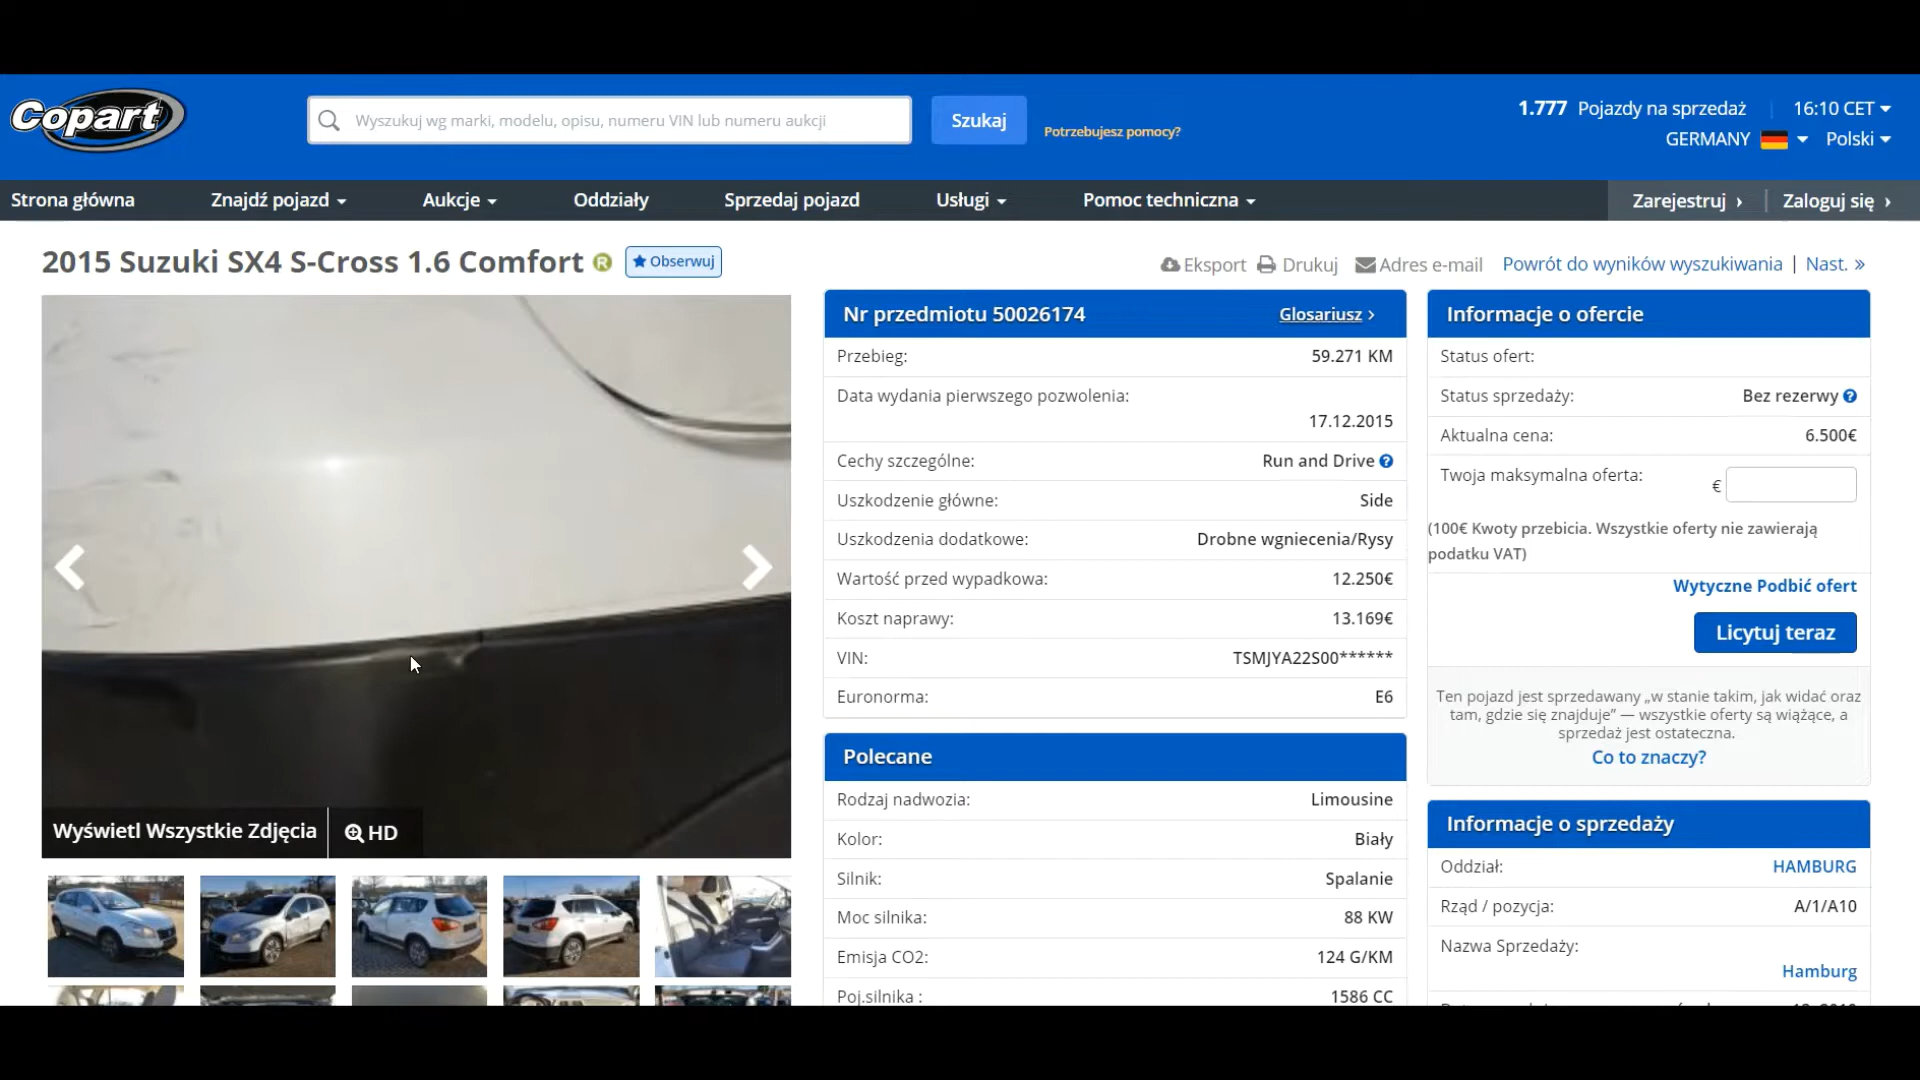 Copart
Wyszukuj wg marki, modelu, opisu, numeru VIN lub numeru aukcji
Szukaj
Potrzebujesz pomocy?
1.777 Pojazdy na sprzedaż
16:10 CET
GERMANY
Polski
Strona główna
Znajdź pojazd
Aukcje
Oddziały
Sprzedaj pojazd
Usługi
Pomoc techniczna
Zarejestruj ›
Zaloguj się ›
2015 Suzuki SX4 S-Cross 1.6 Comfort
R
Obserwuj
Eksport
Drukuj
Adres e-mail
Powrót do wyników wyszukiwania | Nast. »
Wyświetl Wszystkie Zdjęcia
HD
Nr przedmiotu 50026174
Glosariusz ›
Przebieg: 59.271 KM
Data wydania pierwszego pozwolenia:
17.12.2015
Cechy szczególne: Run and Drive ?
Uszkodzenie główne: Side
Uszkodzenia dodatkowe: Drobne wgniecenia/Rysy
Wartość przed wypadkowa: 12.250€
Koszt naprawy: 13.169€
VIN: TSMJYA22S00******
Euronorma: E6
Polecane
Rodzaj nadwozia: Limousine
Kolor: Biały
Silnik: Spalanie
Moc silnika: 88 KW
Emisja CO2: 124 G/KM
Poj.silnika : 1586 CC
Informacje o ofercie
Status ofert:
Status sprzedaży: Bez rezerwy ?
Aktualna cena: 6.500€
Twoja maksymalna oferta:
€
(100€ Kwoty przebicia. Wszystkie oferty nie zawierają
podatku VAT)
Wytyczne Podbić ofert
Licytuj teraz
Ten pojazd jest sprzedawany „w stanie takim, jak widać oraz
tam, gdzie się znajduje” — wszystkie oferty są wiążące, a
sprzedaż jest ostateczna.
Co to znaczy?
Informacje o sprzedaży
Oddział: HAMBURG
Rząd / pozycja: A/1/A10
Nazwa Sprzedaży:
Hamburg